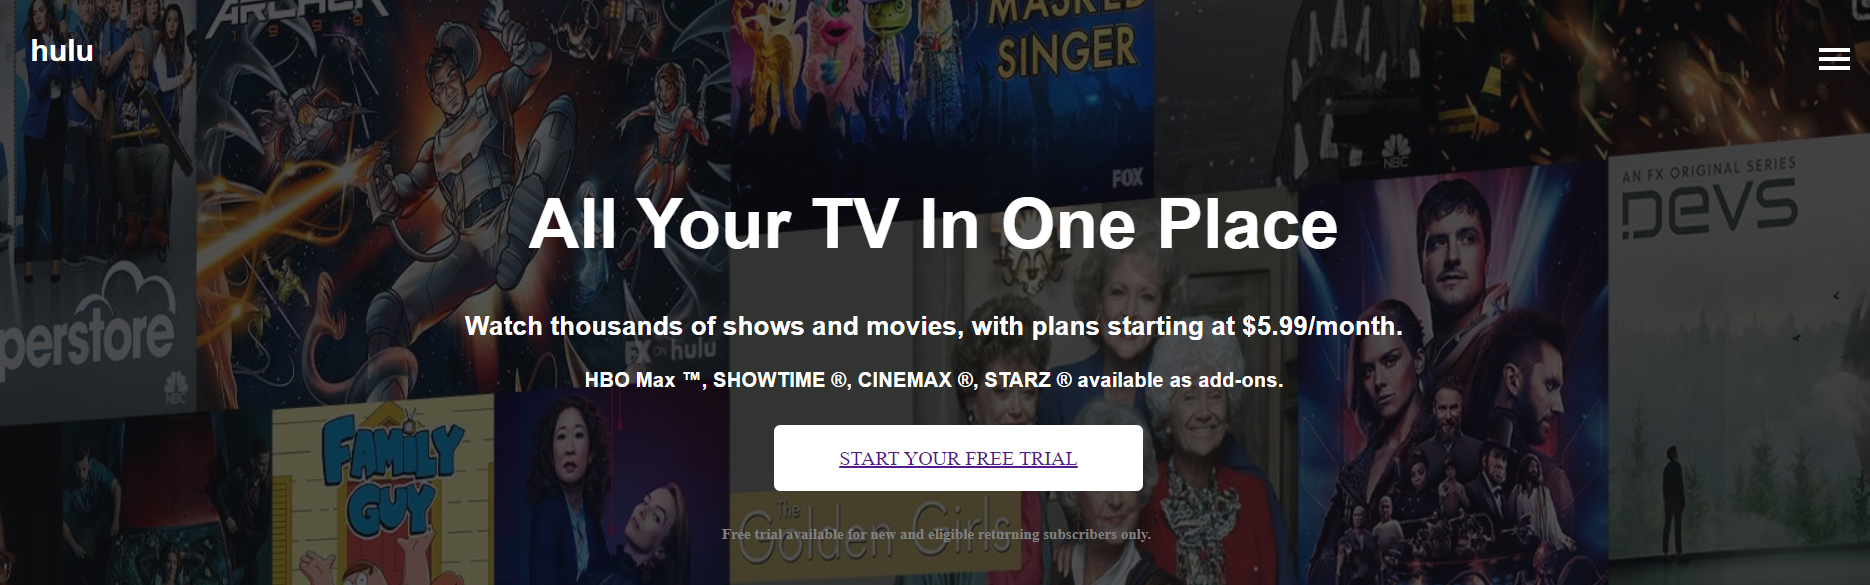 ARCHER
1999
MASKED
hulu
SINGER
NBC
FOX
AN FX ORIGINAL SERIES
DEVS
All Your TV In One Place
perstore
Watch thousands of shows and movies, with plans starting at $5.99/month.
FX ON hulu
NBC
HBO Max ™, SHOWTIME ®, CINEMAX ®, STARZ ® available as add-ons.
FAMILY
GUY
START YOUR FREE TRIAL
The
Golden Girls
Free trial available for new and eligible returning subscribers only.